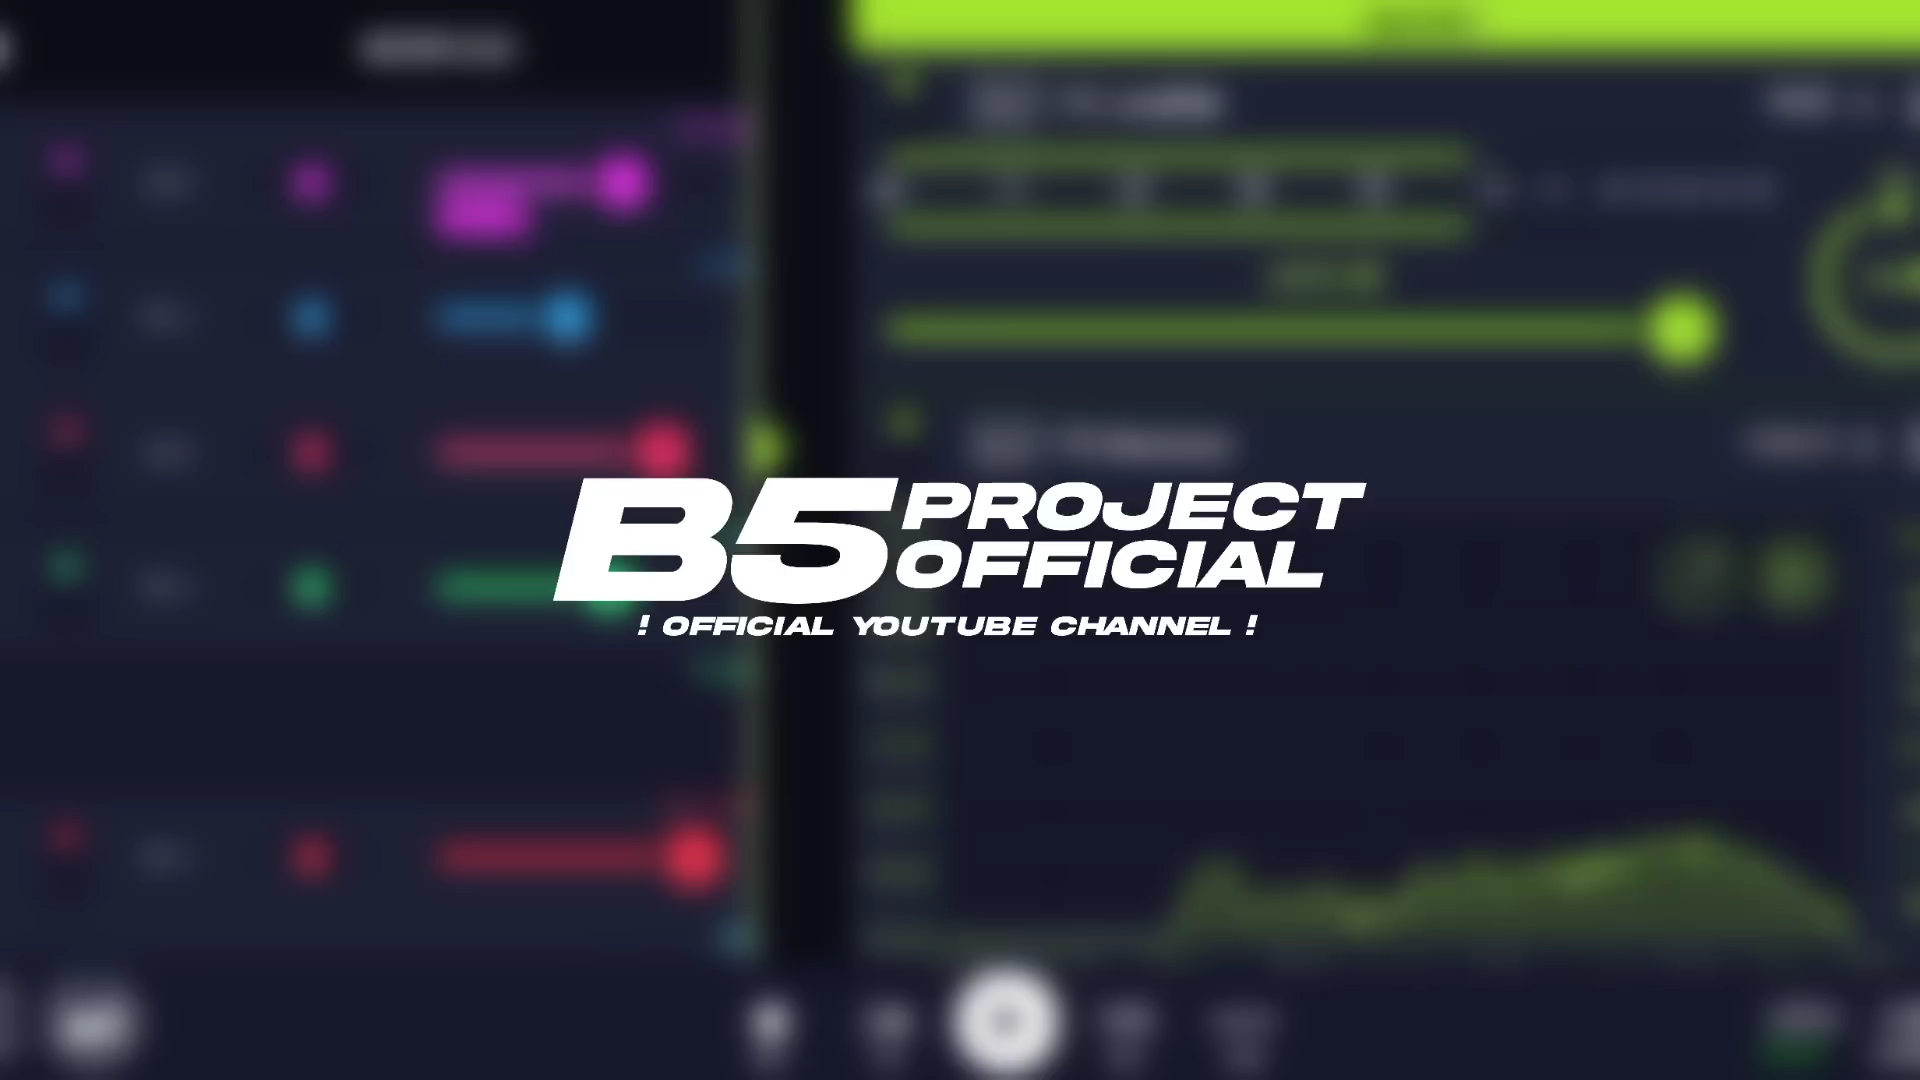 B5 PROJECT
OFFICIAL
! OFFICIAL YOUTUBE CHANNEL !